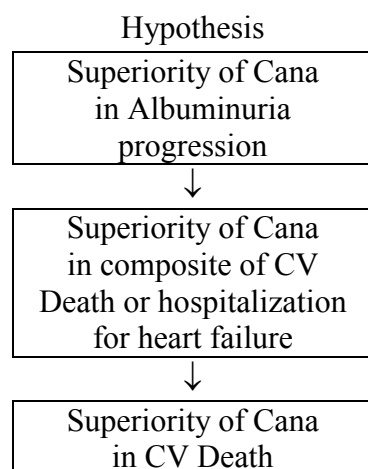 Hypothesis
Superiority of Cana
in Albuminuria
progression
↓
Superiority of Cana
in composite of CV
Death or hospitalization
for heart failure
↓
Superiority of Cana
in CV Death